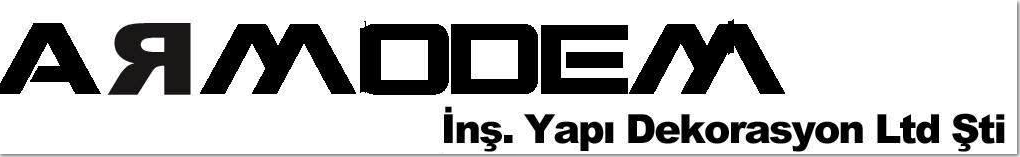 ARMODEM
İnş. Yapı Dekorasyon Ltd Şti